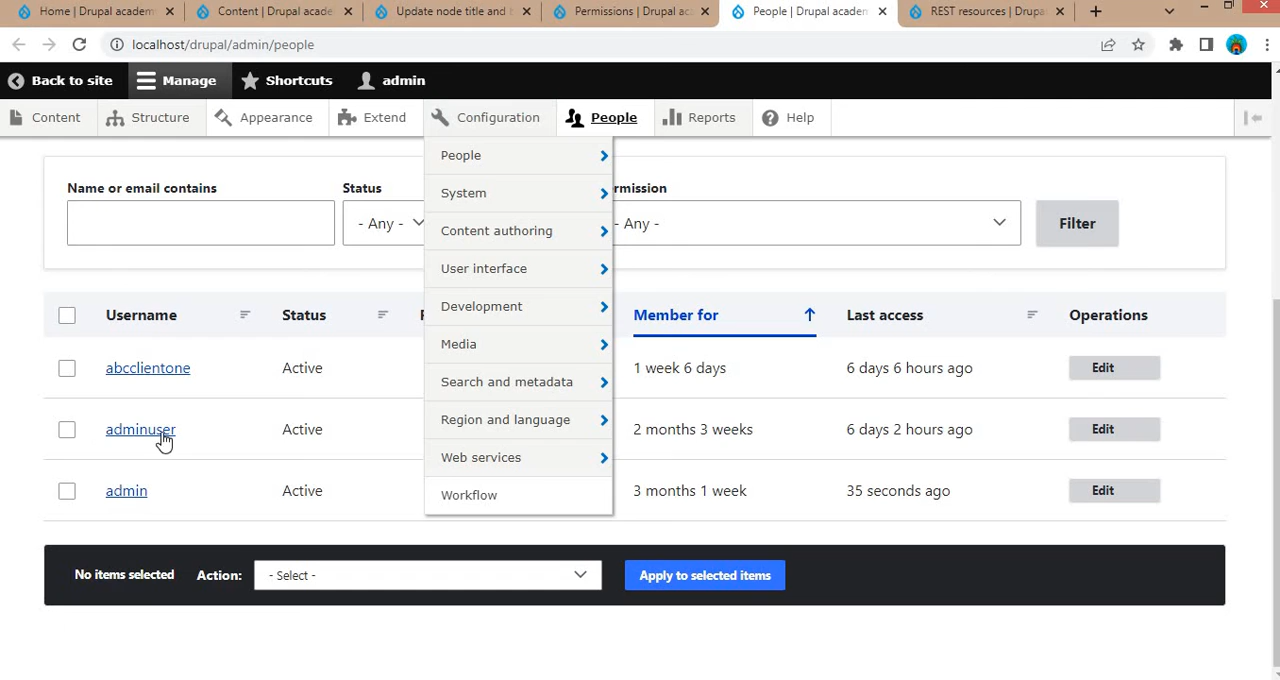 Home | Drupal academ
Content | Drupal acade
Update node title and b
Permissions | Drupal ac
People | Drupal academ
REST resources | Drupa
localhost/drupal/admin/people
Back to site
Manage
Shortcuts
admin
Content
Structure
Appearance
Extend
Configuration
People
Reports
Help
People
System
Content authoring
User interface
Development
Media
Search and metadata
Region and language
Web services
Workflow
Name or email contains
Status
- Any -
rmission
- Any -
Filter
Username
Status
Member for
Last access
Operations
abcclientone
Active
1 week 6 days
6 days 6 hours ago
Edit
adminuser
Active
2 months 3 weeks
6 days 2 hours ago
Edit
admin
Active
3 months 1 week
35 seconds ago
Edit
No items selected
Action:
- Select -
Apply to selected items